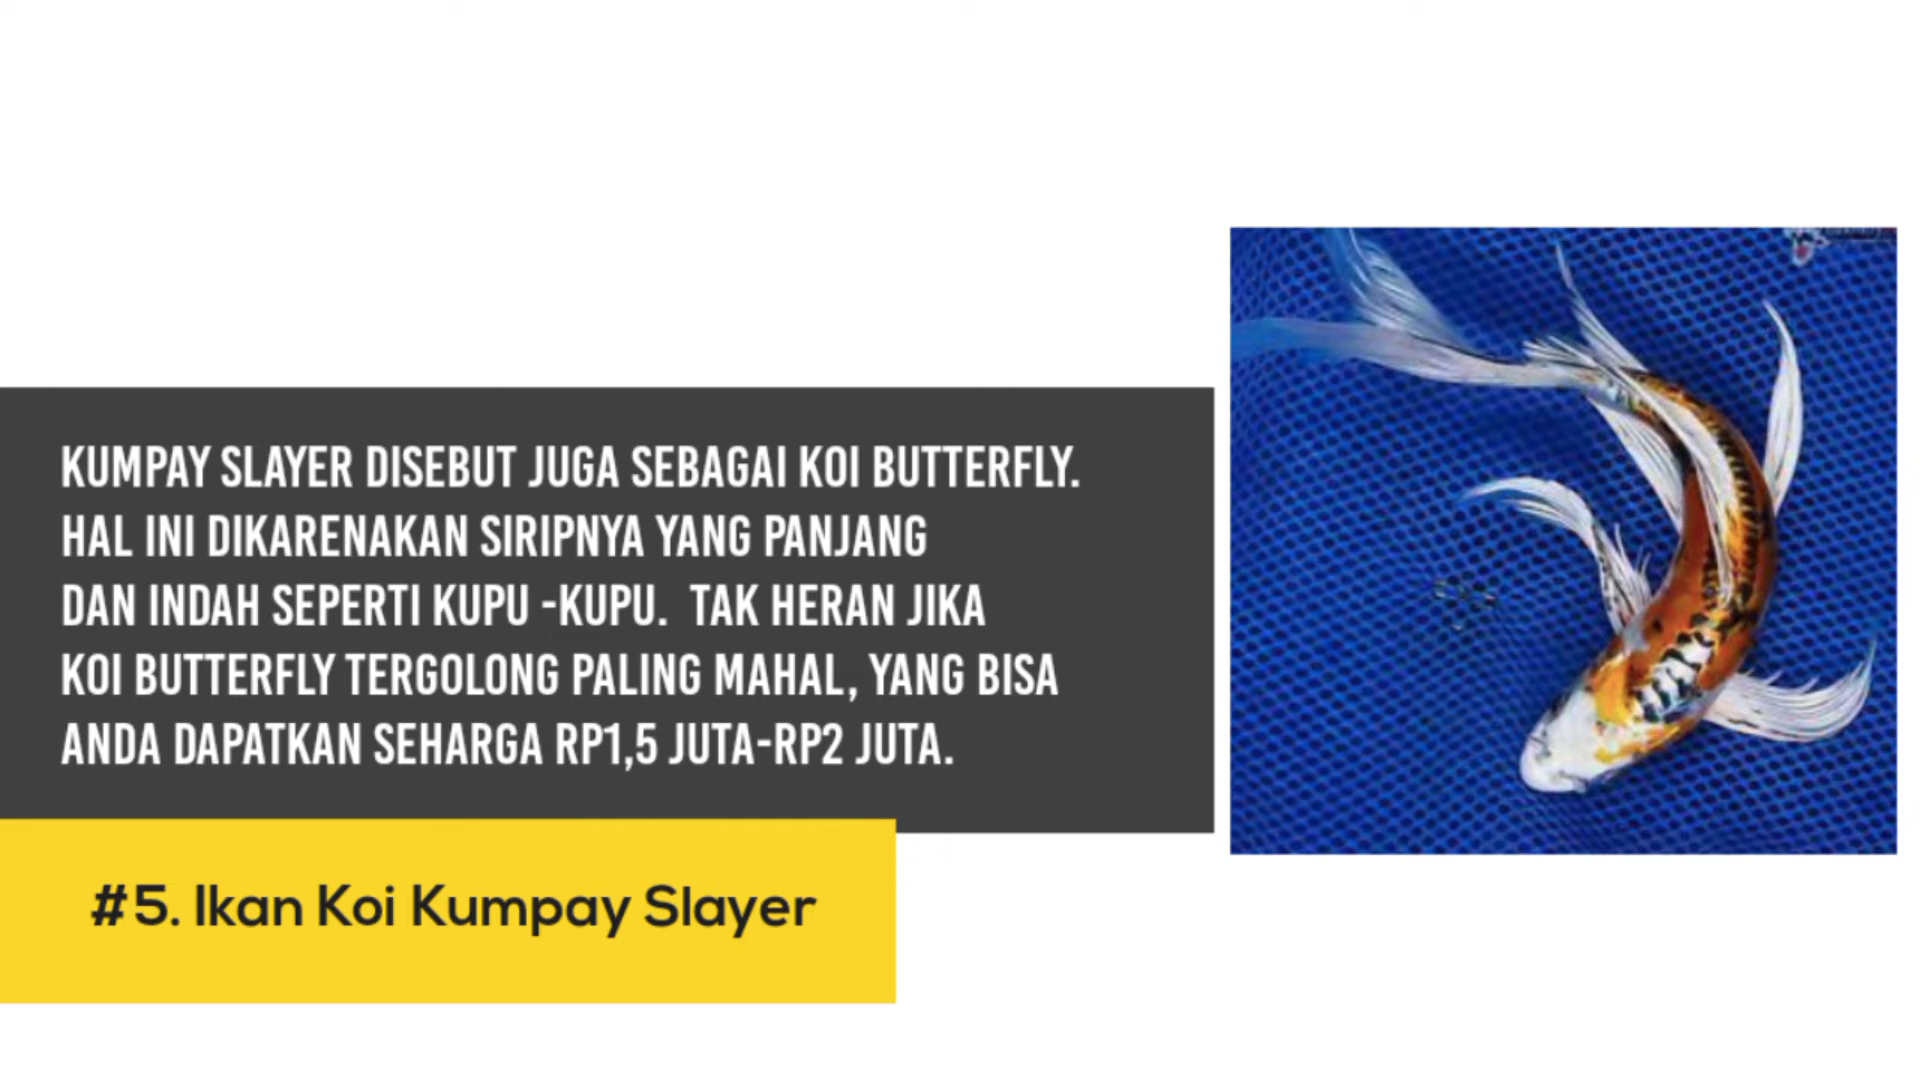 KUMPAY SLAYER DISEBUT JUGA SEBAGAI KOI BUTTERFLY.
HAL INI DIKARENAKAN SIRIPNYA YANG PANJANG
DAN INDAH SEPERTI KUPU -KUPU.  TAK HERAN JIKA
KOI BUTTERFLY TERGOLONG PALING MAHAL, YANG BISA
ANDA DAPATKAN SEHARGA RP1,5 JUTA-RP2 JUTA.
#5. Ikan Koi Kumpay Slayer